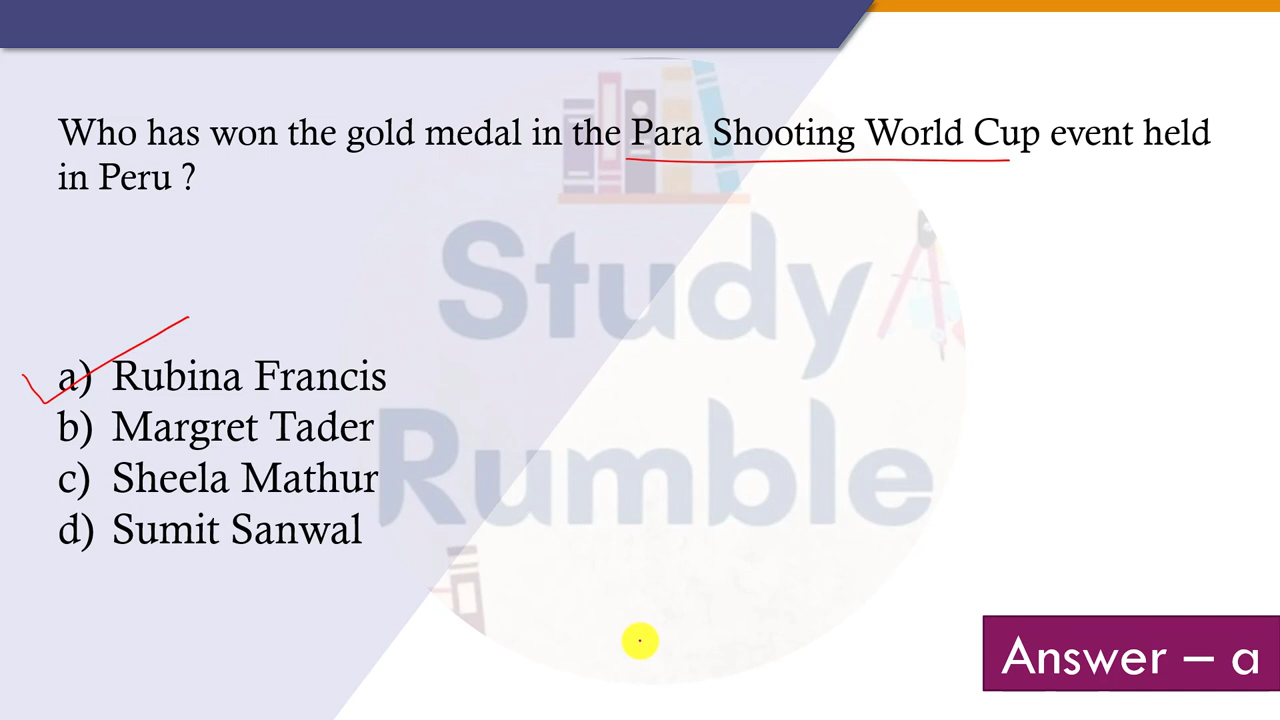 Who has won the gold medal in the Para Shooting World Cup event held
in Peru ?
Study
Rumble
a) Rubina Francis
b) Margret Tader
c) Sheela Mathur
d) Sumit Sanwal
Answer – a